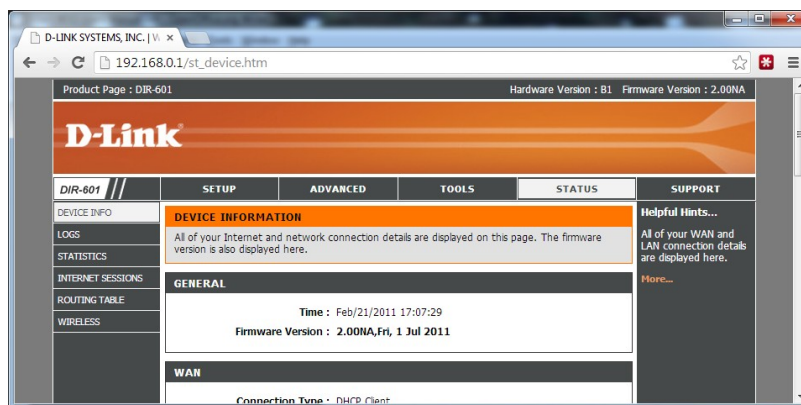 D-LINK SYSTEMS, INC. | W
192.168.0.1/st_device.htm
Product Page : DIR-601 Hardware Version : B1 Firmware Version : 2.00NA
D-Link
DIR-601 SETUP ADVANCED TOOLS STATUS SUPPORT
DEVICE INFO
LOGS
STATISTICS
INTERNET SESSIONS
ROUTING TABLE
WIRELESS
DEVICE INFORMATION
All of your Internet and network connection details are displayed on this page. The firmware
version is also displayed here.
GENERAL
Time : Feb/21/2011 17:07:29
Firmware Version : 2.00NA,Fri, 1 Jul 2011
WAN
Connection Type : DHCP Client
Helpful Hints...
All of your WAN and
LAN connection details
are displayed here.
More...